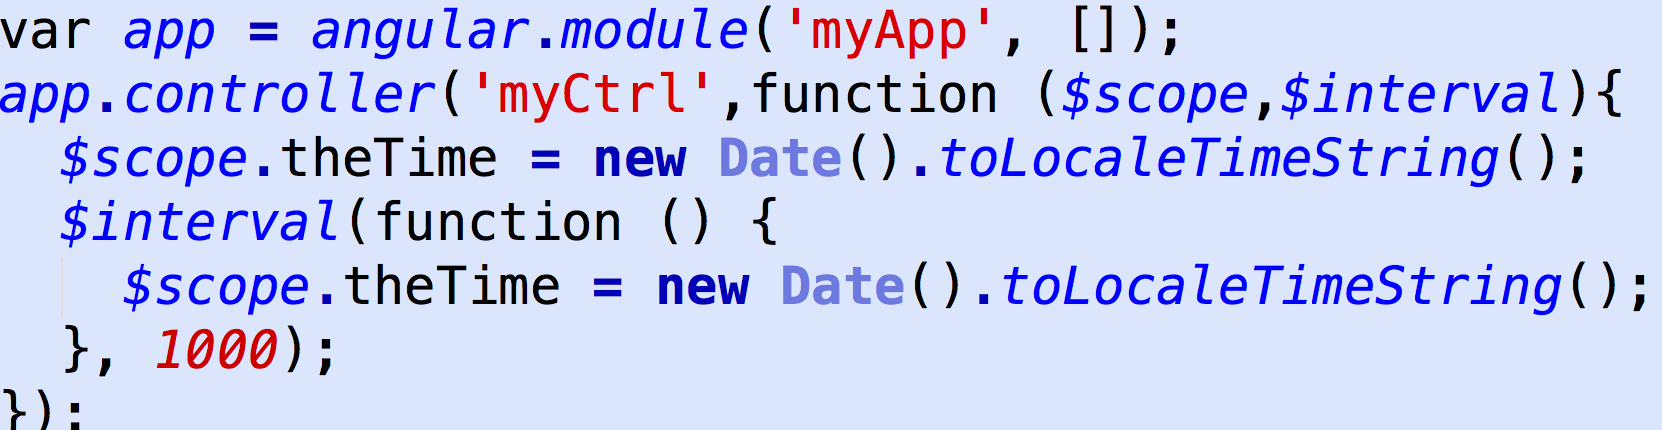 var app = angular.module('myApp', []);
app.controller('myCtrl',function ($scope,$interval){
  $scope.theTime = new Date().toLocaleTimeString();
  $interval(function () {
    $scope.theTime = new Date().toLocaleTimeString();
  }, 1000);
});